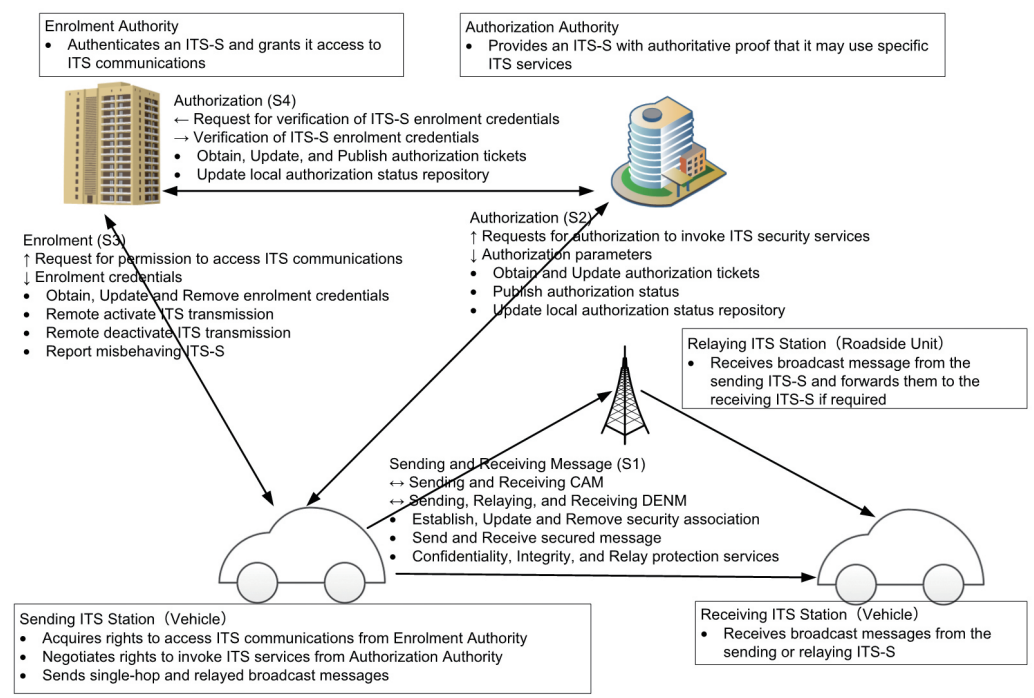 Enrolment Authority
• Authenticates an ITS-S and grants it access to
ITS communications
Authorization Authority
• Provides an ITS-S with authoritative proof that it may use specific
ITS services
Authorization (S4)
← Request for verification of ITS-S enrolment credentials
→ Verification of ITS-S enrolment credentials
• Obtain, Update, and Publish authorization tickets
• Update local authorization status repository
Enrolment (S3)
↑ Request for permission to access ITS communications
↓ Enrolment credentials
• Obtain, Update and Remove enrolment credentials
• Remote activate ITS transmission
• Remote deactivate ITS transmission
• Report misbehaving ITS-S
Authorization (S2)
↑ Requests for authorization to invoke ITS security services
↓ Authorization parameters
• Obtain and Update authorization tickets
• Publish authorization status
• Update local authorization status repository
Relaying ITS Station（Roadside Unit）
• Receives broadcast message from the
sending ITS-S and forwards them to the
receiving ITS-S if required
Sending and Receiving Message (S1)
↔ Sending and Receiving CAM
↔ Sending, Relaying, and Receiving DENM
• Establish, Update and Remove security association
• Send and Receive secured message
• Confidentiality, Integrity, and Relay protection services
Sending ITS Station（Vehicle）
• Acquires rights to access ITS communications from Enrolment Authority
• Negotiates rights to invoke ITS services from Authorization Authority
• Sends single-hop and relayed broadcast messages
Receiving ITS Station（Vehicle）
• Receives broadcast messages from the
sending or relaying ITS-S